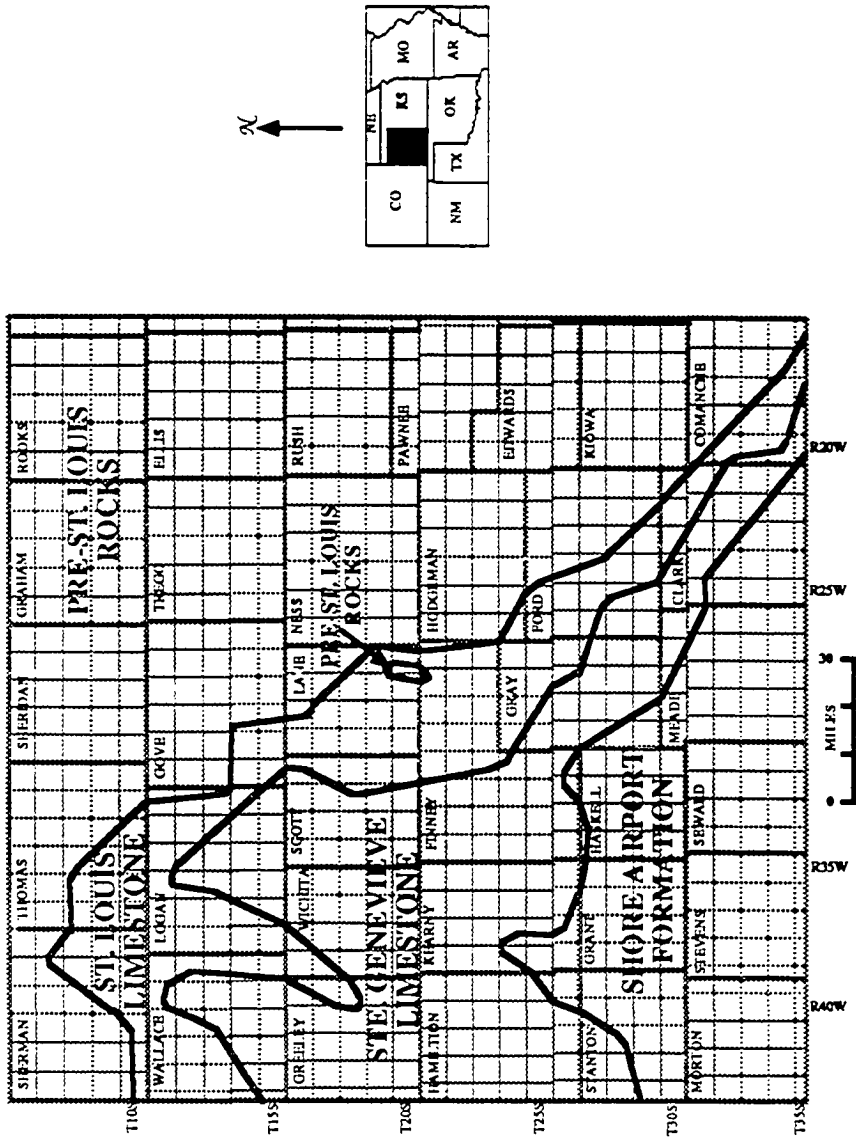 N
NE
CO
KS
MO
NM
TX
OK
AR
SHERMAN
THOMAS
SHERIDAN
GRAHAM
ROOKS
PRE-ST. LOUIS
ROCKS
ST. LOUIS
LIMESTONE
T10S
WALLACE
LOGAN
GOVE
TREGO
ELLIS
T15S
GREELEY
WICHITA
SCOTT
LANE
NESS
RUSH
PRE-ST. LOUIS
ROCKS
PAWNEE
STE. GENEVIEVE
LIMESTONE
T20S
HAMILTON
KEARNY
FINNEY
HODGEMAN
GRAY
FORD
EDWARDS
T25S
STANTON
GRANT
HASKELL
KIOWA
SHORE AIRPORT
FORMATION
MEADE
CLARK
T30S
MORTON
STEVENS
SEWARD
COMANCHE
T35S
R40W
R35W
R25W
R20W
0
30
MILES